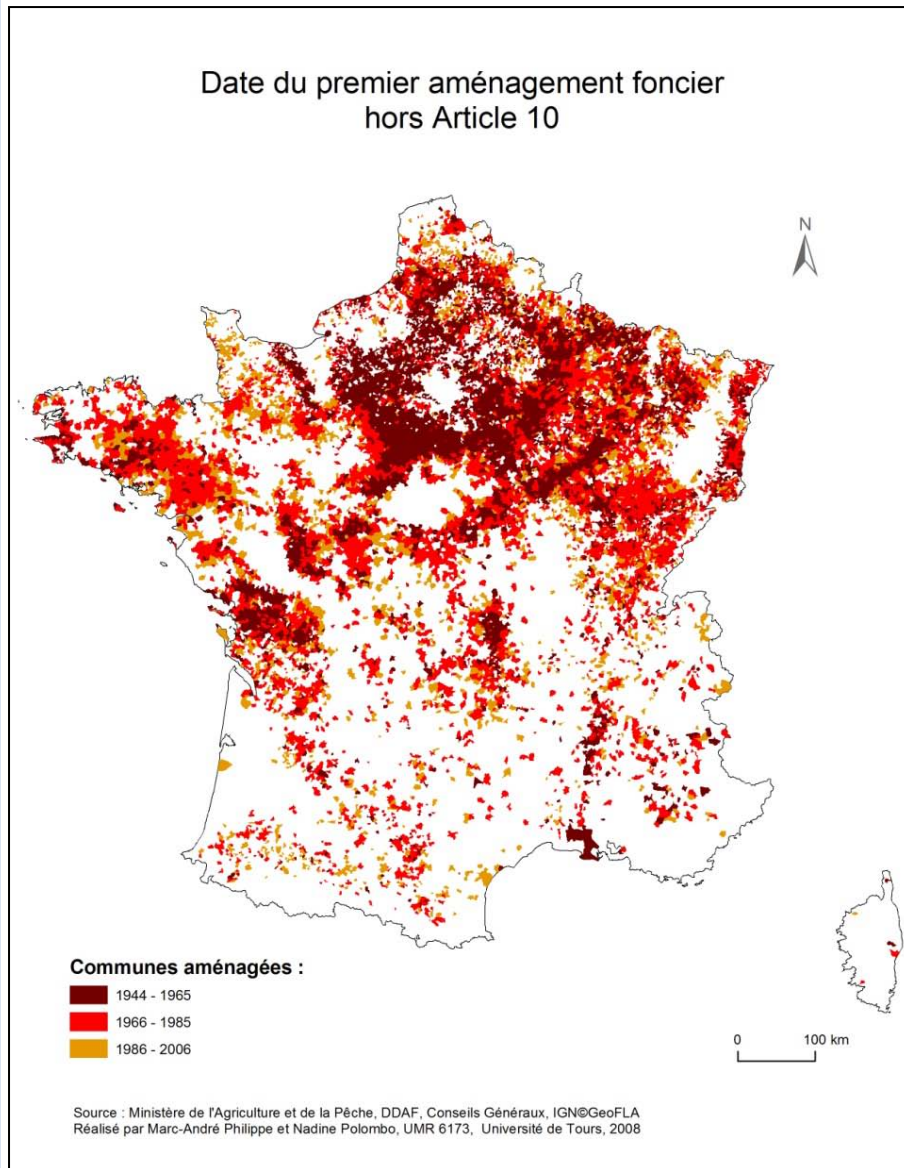 Date du premier aménagement foncier
hors Article 10
N
Communes aménagées :
1944 - 1965
1966 - 1985
1986 - 2006
0 100 km
Source : Ministère de l'Agriculture et de la Pêche, DDAF, Conseils Généraux, IGN©GeoFLA
Réalisé par Marc-André Philippe et Nadine Polombo, UMR 6173, Université de Tours, 2008